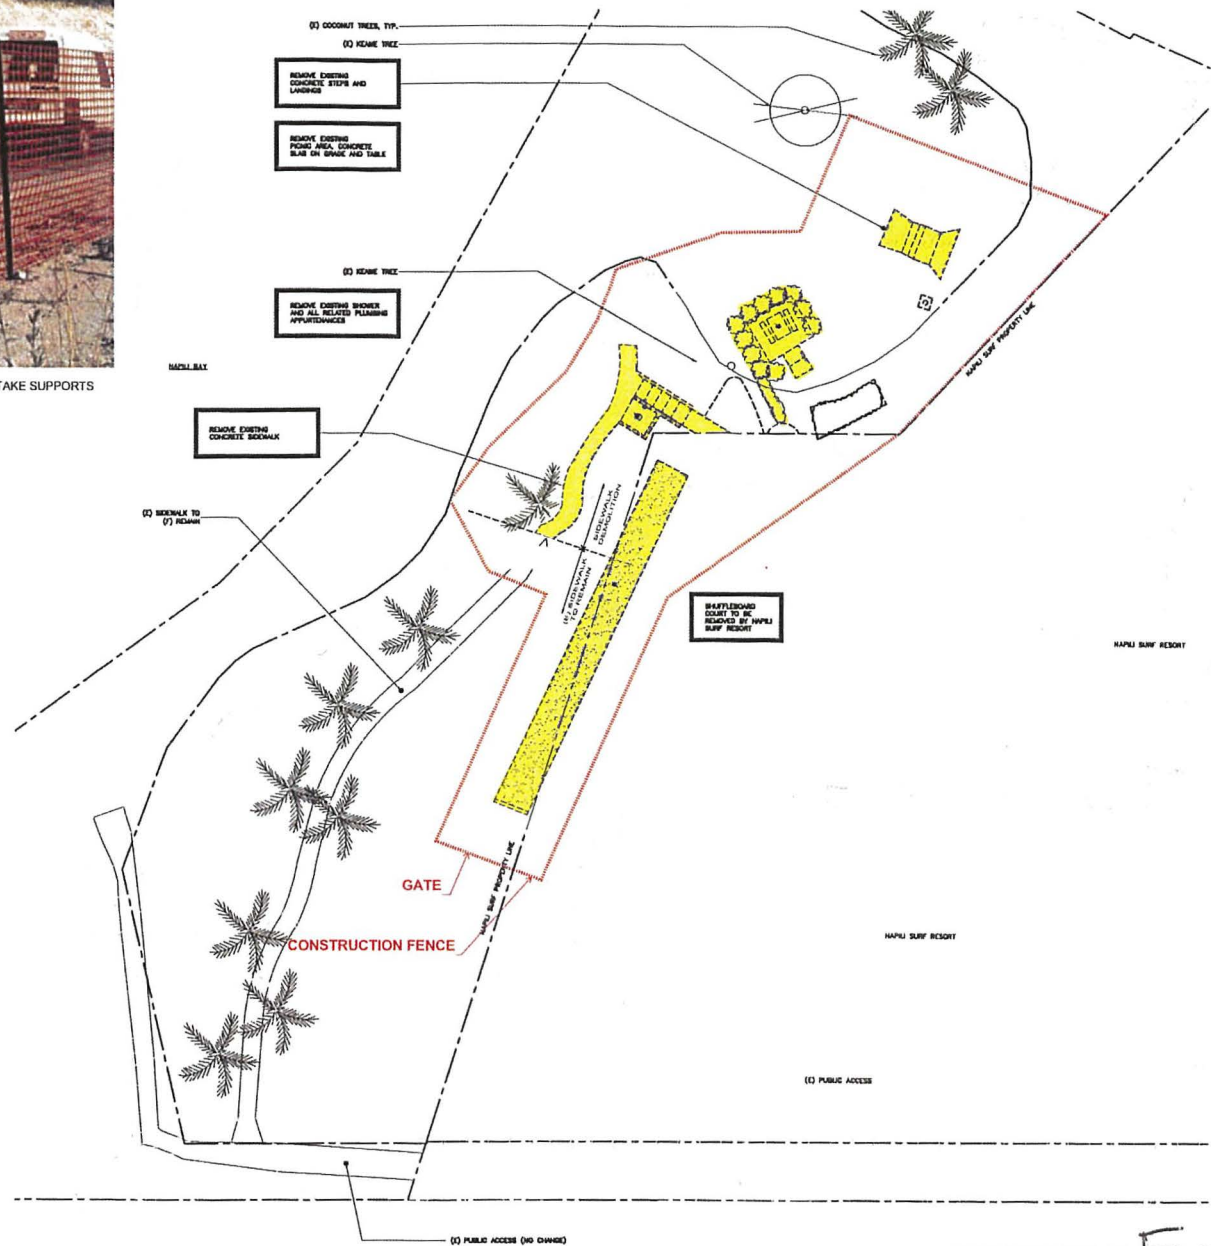 (E) COCONUT TREES, TYP.
(E) KEAWE TREE
REMOVE EXISTING
CONCRETE STEPS AND
LANDINGS
REMOVE EXISTING
PICNIC AREA, CONCRETE
SLAB ON GRADE AND TABLE
(E) KEAWE TREE
REMOVE EXISTING SHOWER
AND ALL RELATED PLUMBING
APPURTENANCES
NAPILI SURF PROPERTY LINE
NAPILI BAY
TAKE SUPPORTS
REMOVE EXISTING
CONCRETE SIDEWALK
(E) SIDEWALK TO
(F) REMAIN
SIDEWALK
DEMOLITION
(E) SIDEWALK
TO REMAIN
SHUFFLEBOARD
COURT TO BE
REMOVED BY NAPILI
SURF RESORT
NAPILI SURF RESORT
NAPILI SURF PROPERTY LINE
GATE
CONSTRUCTION FENCE
NAPILI SURF RESORT
(E) PUBLIC ACCESS
(E) PUBLIC ACCESS (NO CHANGE)